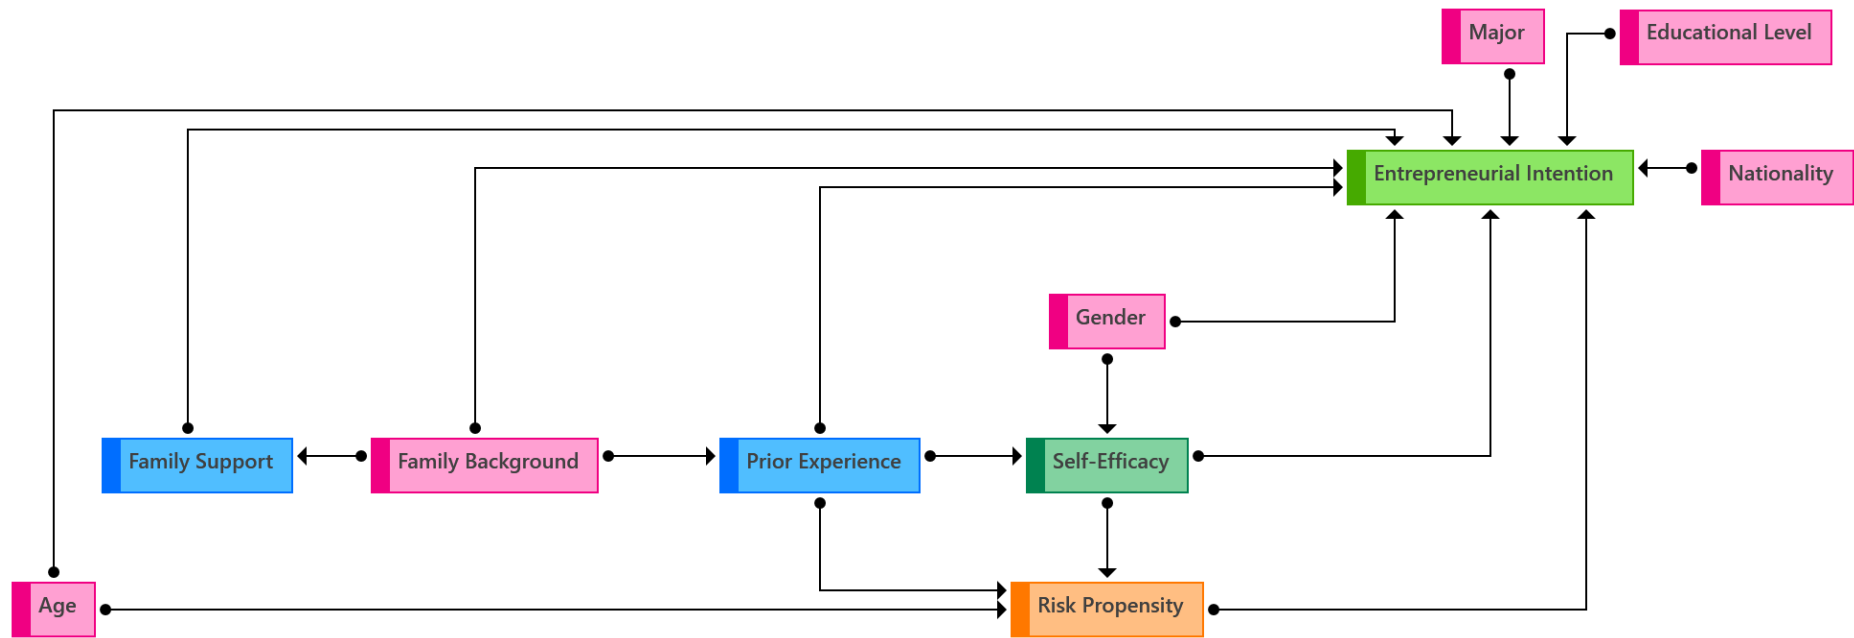 Major
Educational Level
Entrepreneurial Intention
Nationality
Gender
Family Support
Family Background
Prior Experience
Self-Efficacy
Age
Risk Propensity